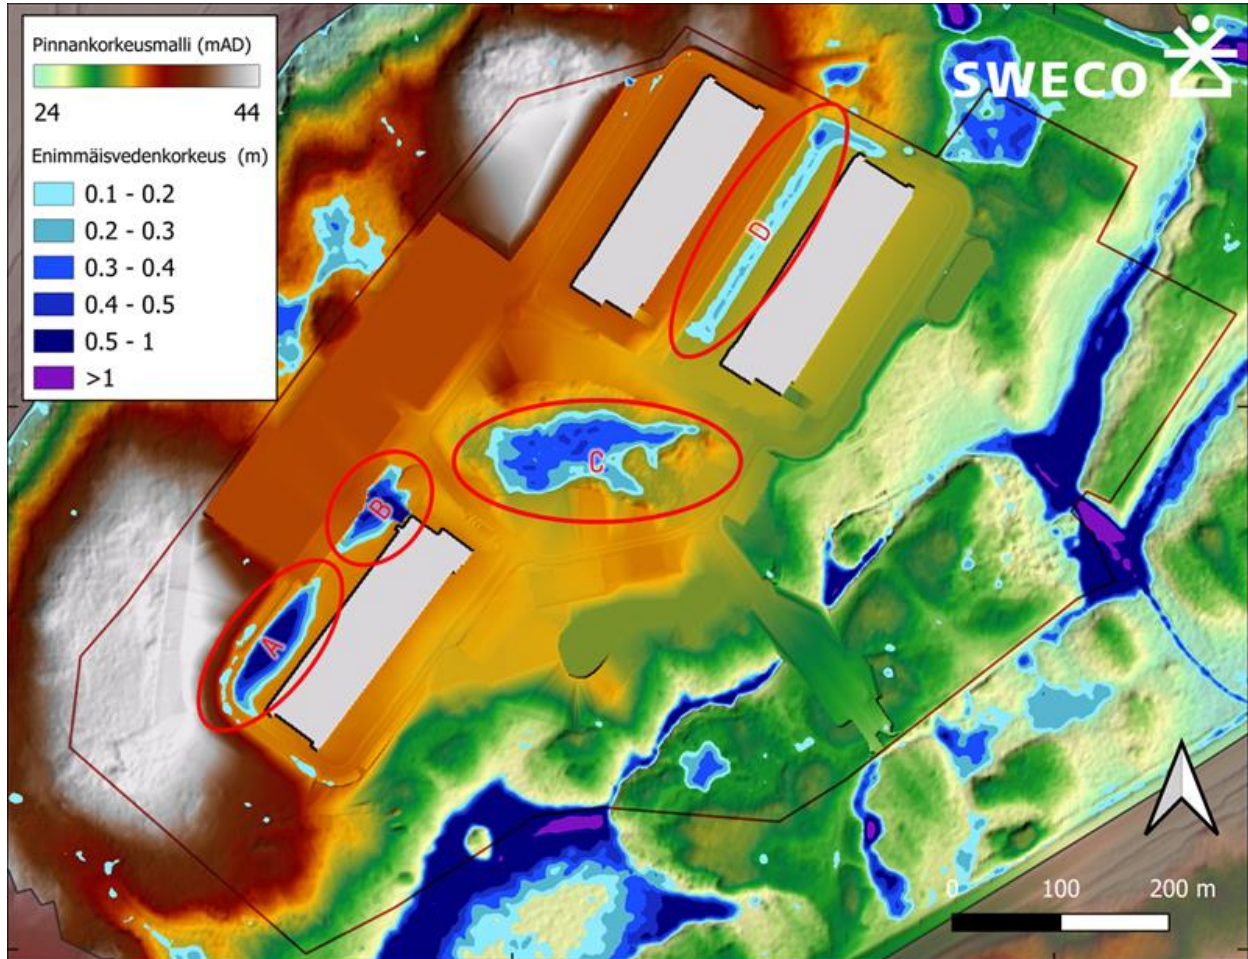 Pinnankorkeusmalli (mAD)
24 44
Enimmäisvedenkorkeus (m)
0.1 - 0.2
0.2 - 0.3
0.3 - 0.4
0.4 - 0.5
0.5 - 1
>1
SWECO
D
C
B
A
0 100 200 m